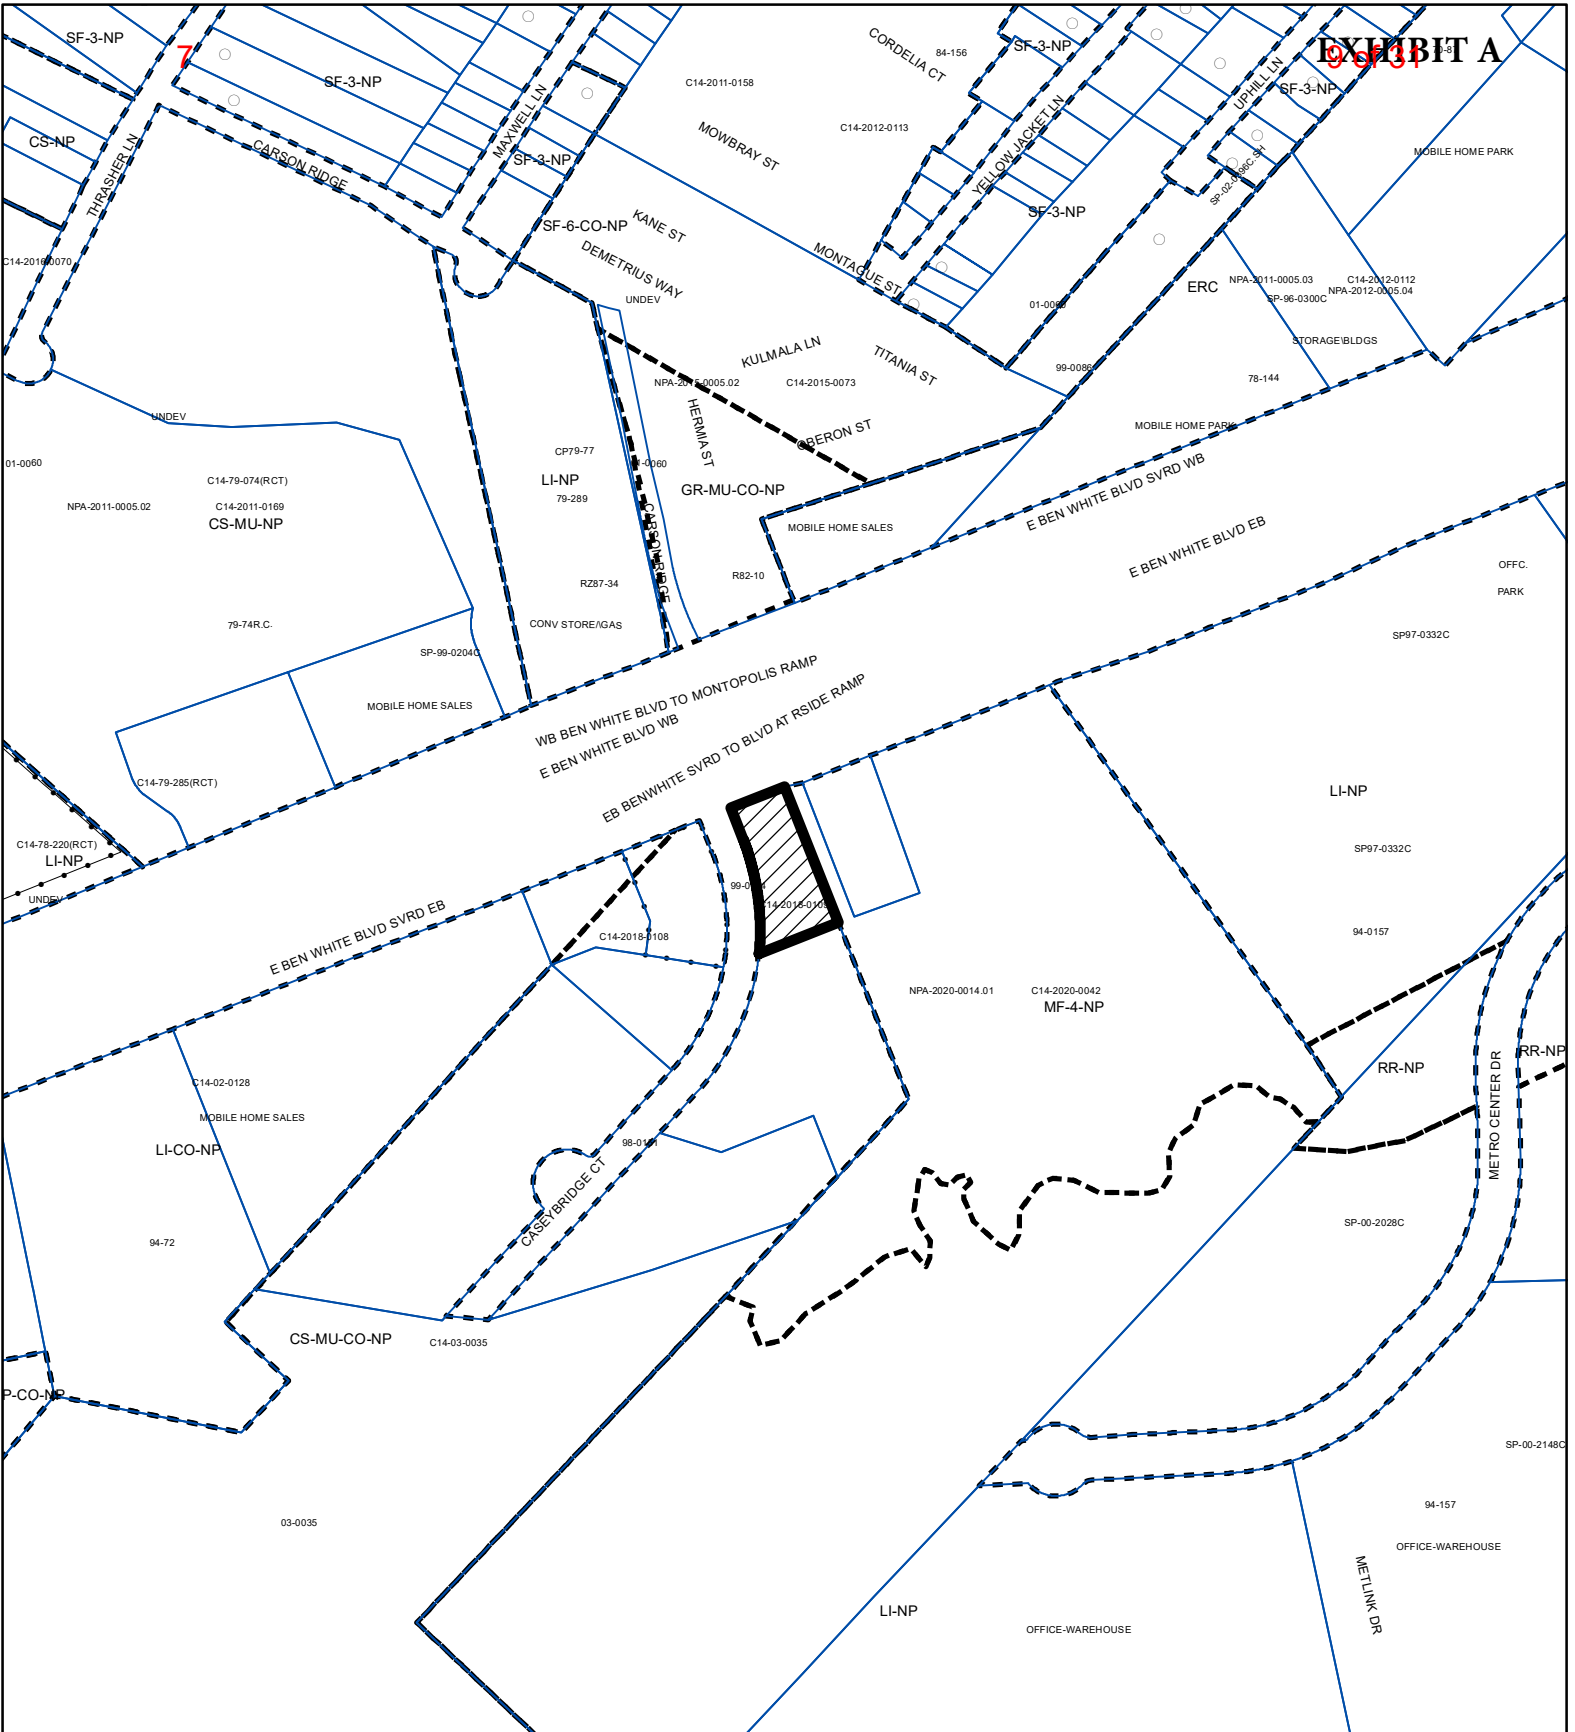 EXHIBIT A
7
9 of 31
SF-3-NP
SF-3-NP
CORDELIA CT
84-156
SF-3-NP
UPHILL LN
SF-3-NP
C14-2011-0158
MAXWELL LN
C14-2012-0113
YELLOW JACKET LN
CS-NP
THRASHER LN
CARSON RIDGE
SF-3-NP
MOWBRAY ST
MOBILE HOME PARK
SF-3-NP
SF-6-CO-NP
KANE ST
DEMETRIUS WAY
MONTAGUE ST
UNDEV
ERC
NPA-2011-0005.03
C14-2012-0112
NPA-2012-0005.04
SP-96-0300C
STORAGE\BLDGS
KULMALA LN
TITANIA ST
NPA-2015-0005.02
C14-2015-0073
99-0086
78-144
UNDEV
HERMIA ST
OBERON ST
MOBILE HOME PARK
01-0060
CP79-77
LI-NP
79-289
GR-MU-CO-NP
C14-79-074(RCT)
NPA-2011-0005.02
C14-2011-0169
CS-MU-NP
CARSON RIDGE
MOBILE HOME SALES
E BEN WHITE BLVD SVRD WB
E BEN WHITE BLVD EB
RZ87-34
R82-10
OFFC.
PARK
79-74R.C.
CONV STORE/\GAS
SP97-0332C
SP-99-0204C
MOBILE HOME SALES
WB BEN WHITE BLVD TO MONTOPOLIS RAMP
E BEN WHITE BLVD WB
EB BENWHITE SVRD TO BLVD AT RSIDE RAMP
C14-79-285(RCT)
LI-NP
C14-78-220(RCT)
LI-NP
SP97-0332C
UNDEV
E BEN WHITE BLVD SVRD EB
C14-2018-0108
94-0157
NPA-2020-0014.01
C14-2020-0042
MF-4-NP
RR-NP
RR-NP
C14-02-0128
MOBILE HOME SALES
LI-CO-NP
METRO CENTER DR
CASEYBRIDGE CT
94-72
SP-00-2028C
CS-MU-CO-NP
C14-03-0035
P-CO-NP
SP-00-2148C
94-157
03-0035
OFFICE-WAREHOUSE
METLINK DR
LI-NP
OFFICE-WAREHOUSE